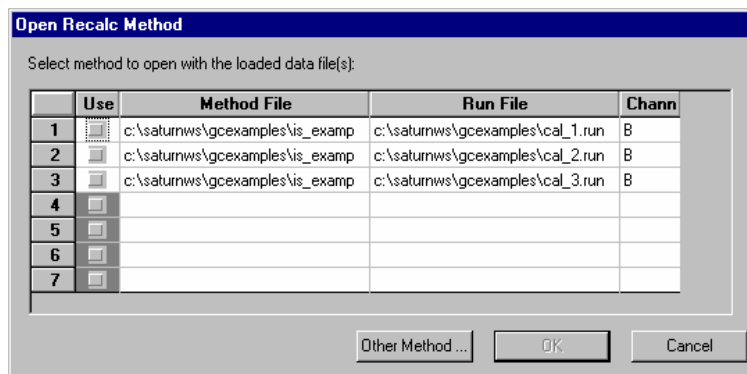 Open Recalc Method
Select method to open with the loaded data file(s):
Use Method File Run File Chann
1 c:\saturnws\gcexamples\is_examp c:\saturnws\gcexamples\cal_1.run B
2 c:\saturnws\gcexamples\is_examp c:\saturnws\gcexamples\cal_2.run B
3 c:\saturnws\gcexamples\is_examp c:\saturnws\gcexamples\cal_3.run B
4
5
6
7
Other Method ... OK Cancel